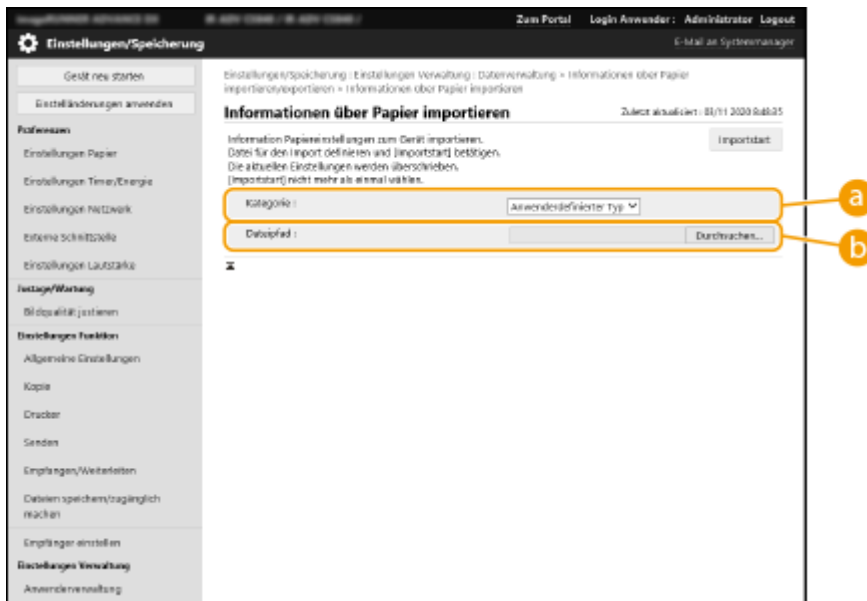 Zum Portal Login Anwender : Administrator Logout
Einstellungen/Speicherung E-Mail an Systemmanager
Gerät neu starten
Einstelländerungen anwenden
Präferenzen
Einstellungen Papier
Einstellungen Timer/Energie
Einstellungen Netzwerk
Externe Schnittstelle
Einstellungen Lautstärke
Justage/Wartung
Bildqualität justieren
Einstellungen Funktion
Allgemeine Einstellungen
Kopie
Drucker
Senden
Empfangen/Weiterleiten
Dateien speichern/zugänglich
machen
Empfänger einstellen
Einstellungen Verwaltung
Anwenderverwaltung
Einstellungen/Speicherung : Einstellungen Verwaltung : Datenverwaltung > Informationen über Papier
importieren/exportieren > Informationen über Papier importieren
Informationen über Papier importieren
Zuletzt aktualisiert : 2020
Importstart
Information Papiereinstellungen zum Gerät importieren.
Datei für den Import definieren und [Importstart] betätigen.
Die aktuellen Einstellungen werden überschrieben.
[Importstart] nicht mehr als einmal wählen.
Kategorie : Anwenderdefinierter Typ
a
Dateipfad : Durchsuchen...
b